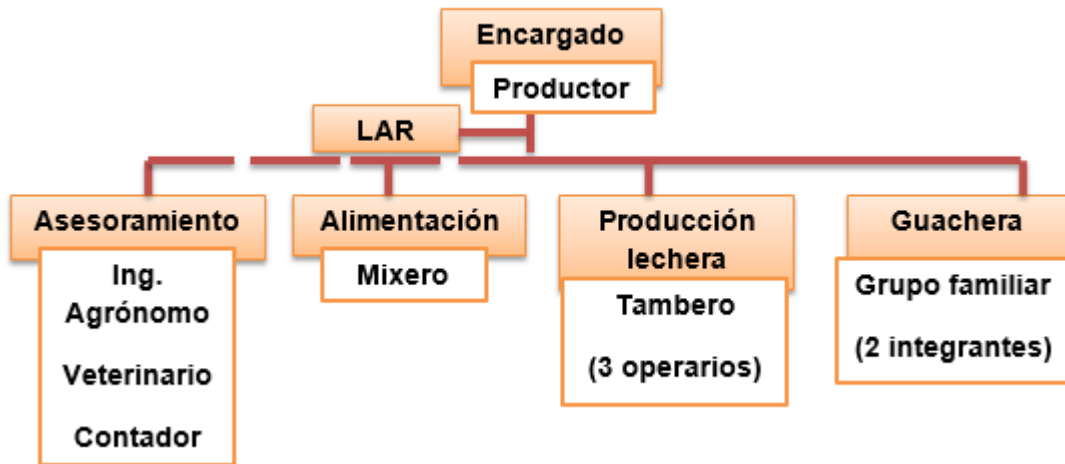 Encargado
Productor
LAR
Asesoramiento
Ing.
Agrónomo
Veterinario
Contador
Alimentación
Mixero
Producción
lechera
Tambero
(3 operarios)
Guachera
Grupo familiar
(2 integrantes)